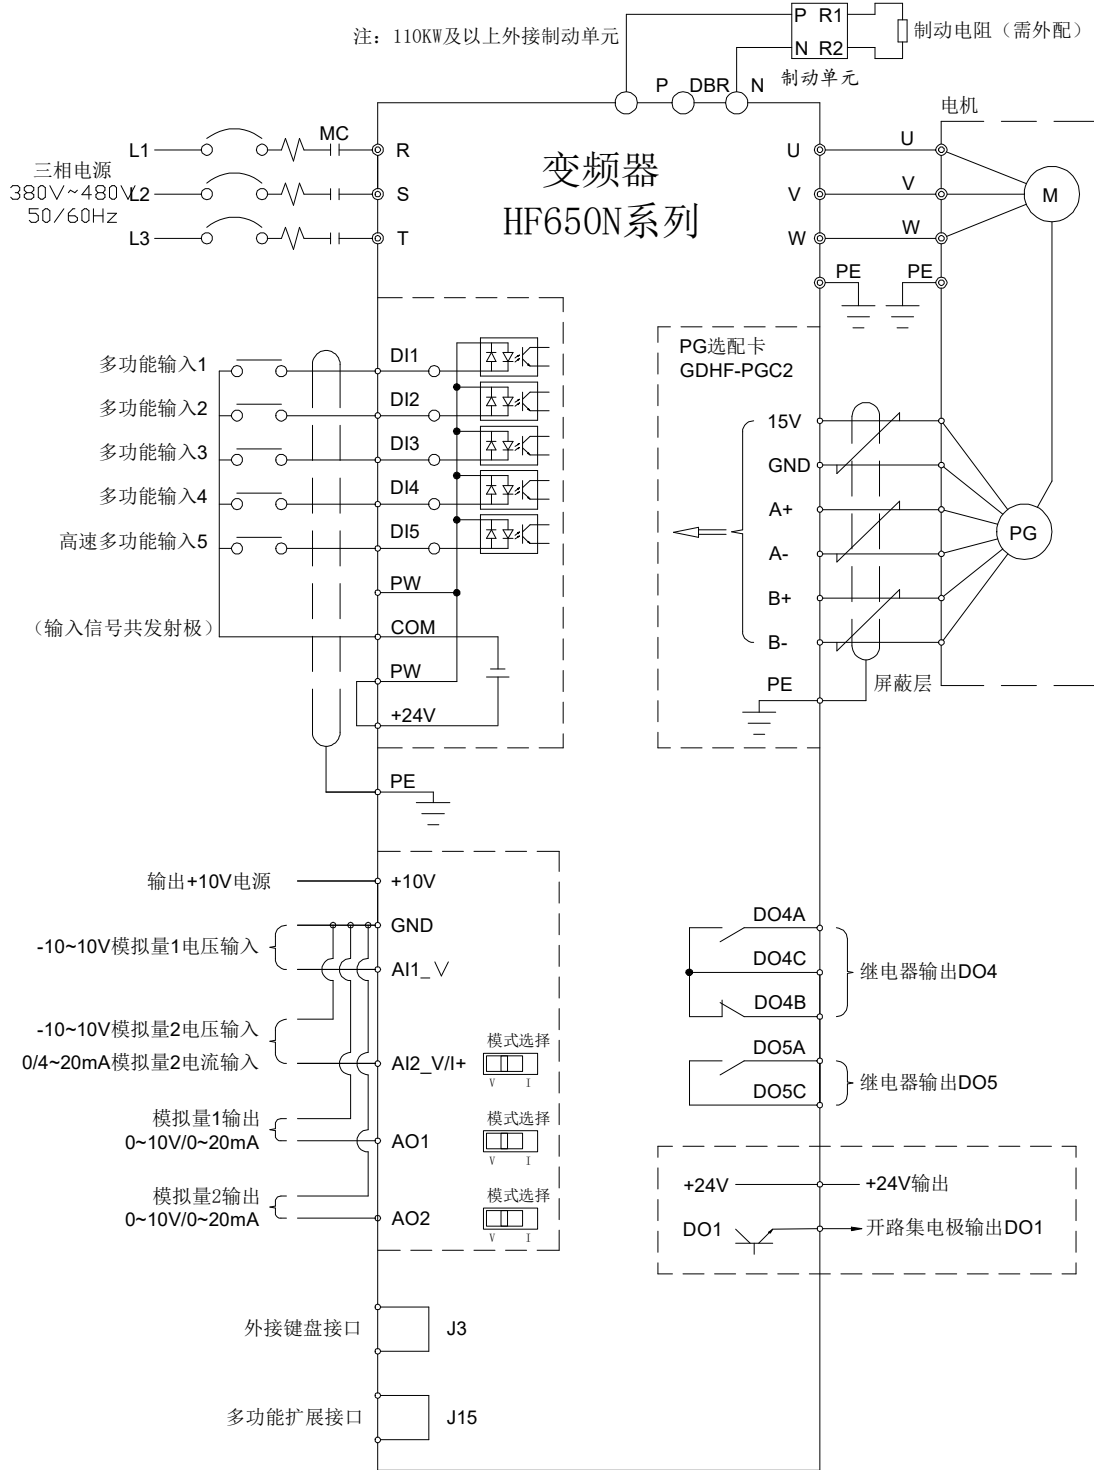 注：110KW及以上外接制动单元
P R1
N R2
制动电阻（需外配）
制动单元
P DBR N
电机
三相电源
380V~480V
50/60Hz
L1
L2
L3
MC
R
S
T
变频器
HF650N系列
U
V
W
U
V
W
PE
PE
M
多功能输入1
多功能输入2
多功能输入3
多功能输入4
高速多功能输入5
（输入信号共发射极）
DI1
DI2
DI3
DI4
DI5
PW
COM
PW
+24V
PE
PG选配卡
GDHF-PGC2
15V
GND
A+
A-
B+
B-
PE
PG
屏蔽层
输出+10V电源
+10V
GND
-10~10V模拟量1电压输入
AI1_V
-10~10V模拟量2电压输入
0/4~20mA模拟量2电流输入
AI2_V/I+
模式选择
V I
模拟量1输出
0~10V/0~20mA
AO1
模式选择
V I
模拟量2输出
0~10V/0~20mA
AO2
模式选择
V I
DO4A
DO4C
DO4B
继电器输出DO4
DO5A
DO5C
继电器输出DO5
+24V
+24V输出
DO1
开路集电极输出DO1
外接键盘接口
J3
多功能扩展接口
J15